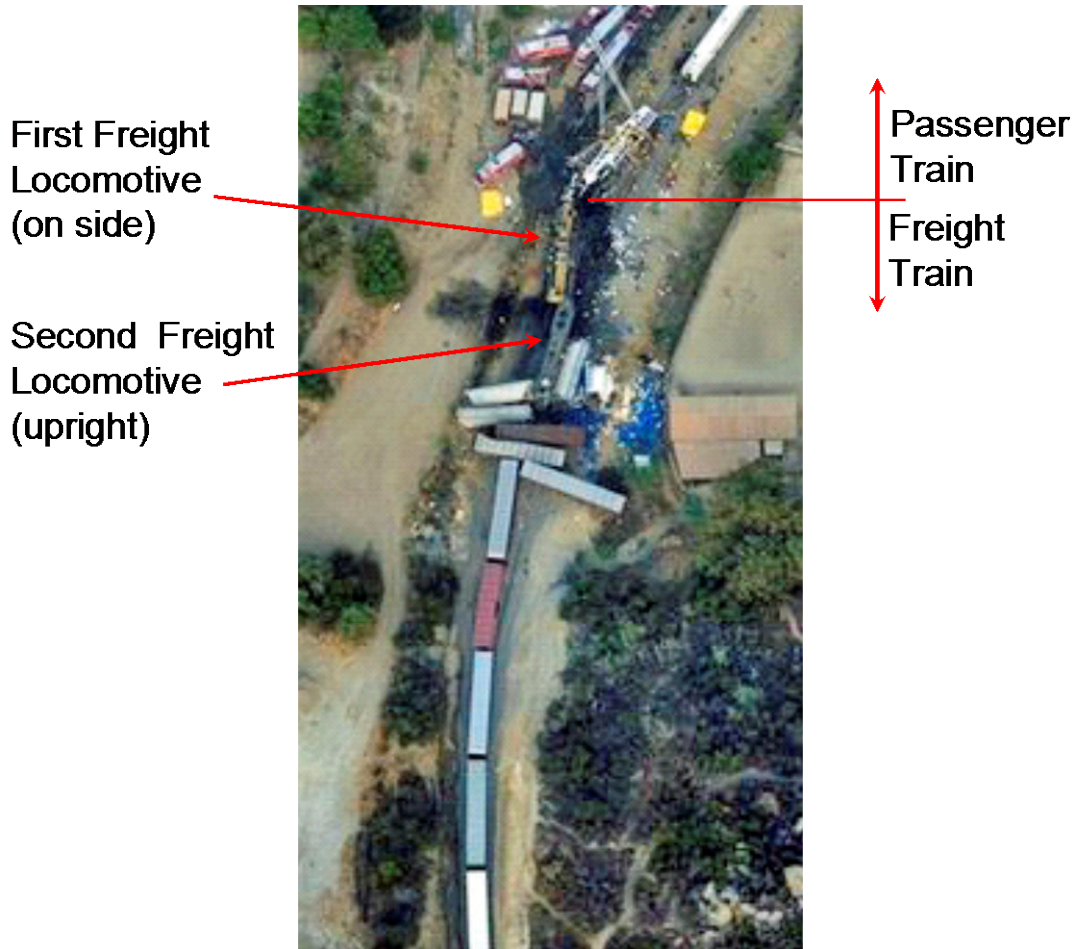 First Freight
Locomotive
(on side)
Second Freight
Locomotive
(upright)
Passenger
Train
Freight
Train